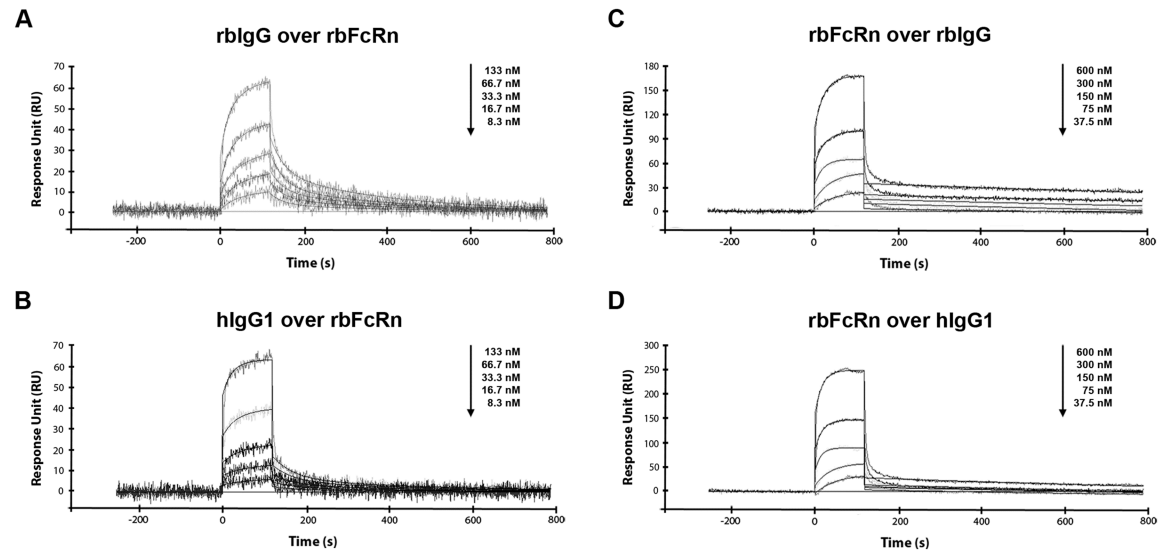 A
rbIgG over rbFcRn
70
60
50
40
30
20
10
0
Response Unit (RU)
133 nM
66.7 nM
33.3 nM
16.7 nM
8.3 nM
-200 0 200 400 600 800
Time (s)
B
hIgG1 over rbFcRn
70
60
50
40
30
20
10
0
Response Unit (RU)
133 nM
66.7 nM
33.3 nM
16.7 nM
8.3 nM
-200 0 200 400 600 800
Time (s)
C
rbFcRn over rbIgG
180
150
120
90
60
30
0
Response Unit (RU)
600 nM
300 nM
150 nM
75 nM
37.5 nM
-200 0 200 400 600 800
Time (s)
D
rbFcRn over hIgG1
300
250
200
150
100
50
0
Response Unit (RU)
600 nM
300 nM
150 nM
75 nM
37.5 nM
-200 0 200 400 600 800
Time (s)